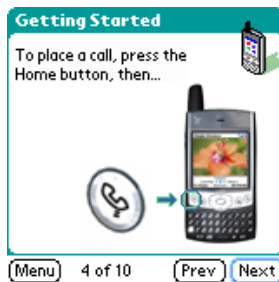 Getting Started
To place a call, press the
Home button, then...
Menu 4 of 10 Prev Next